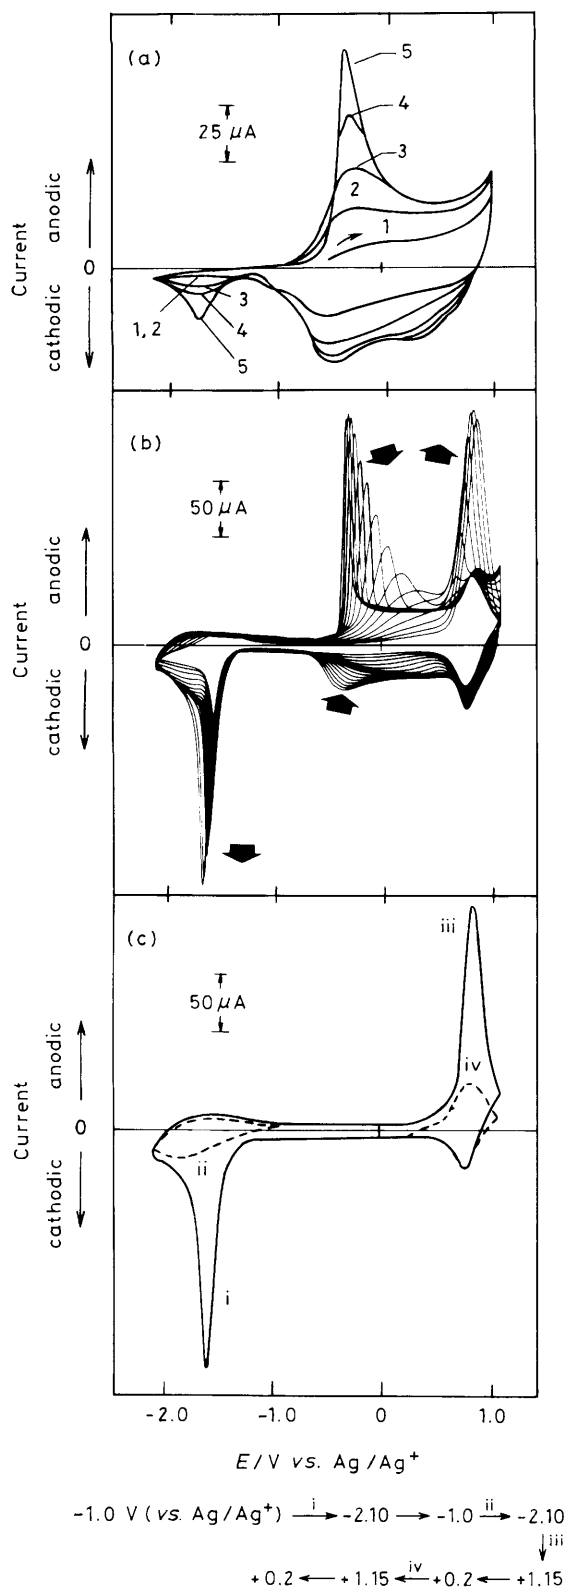 (a)
5
4
25 μA
3
2
1
Current
cathodic anodic
0
1,2
3
4
5
(b)
50 μA
Current
cathodic anodic
0
(c)
iii
50 μA
iv
Current
cathodic anodic
0
ii
i
-2.0 -1.0 0 1.0
E/V vs. Ag/Ag+
-1.0 V (vs. Ag/Ag+) i -2.10 -1.0 ii -2.10
iii
+0.2 +1.15 iv +0.2 +1.15